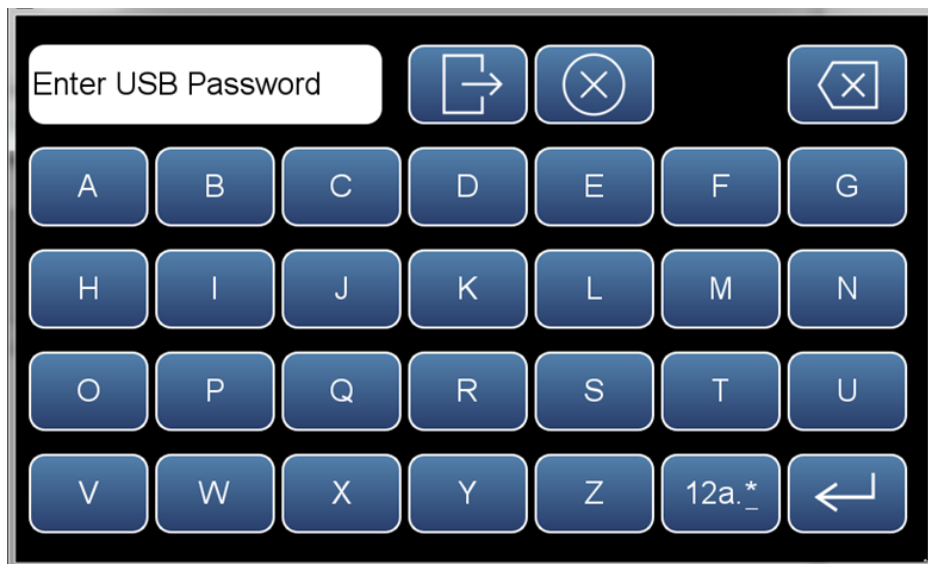 Enter USB Password
A B C D E F G
H I J K L M N
O P Q R S T U
V W X Y Z 12a.*_